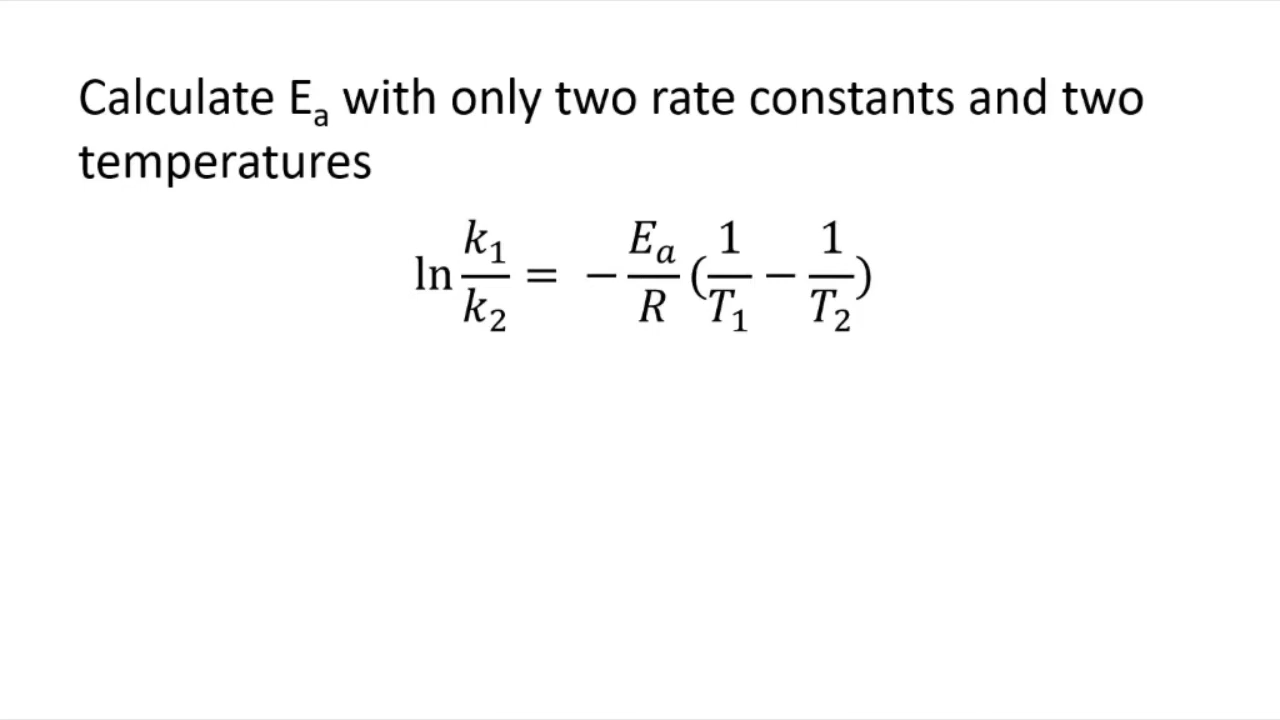 Calculate Eₐ with only two rate constants and two
temperatures
ln k₁/k₂ = −Eₐ/R (1/T₁ − 1/T₂)